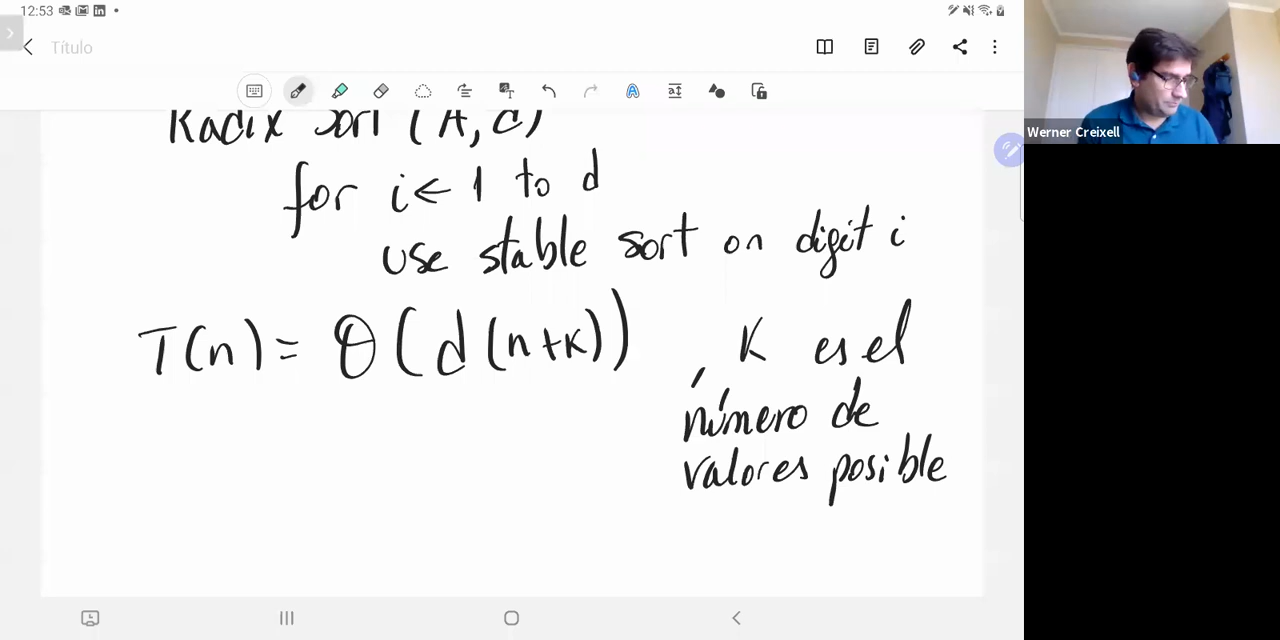 12:53
Título
Radix Sort (A, d)
for i ← 1 to d
use stable sort on digit i
T(n) = Θ(d(n+k)), K es el
número de
valores posible
Werner Creixell